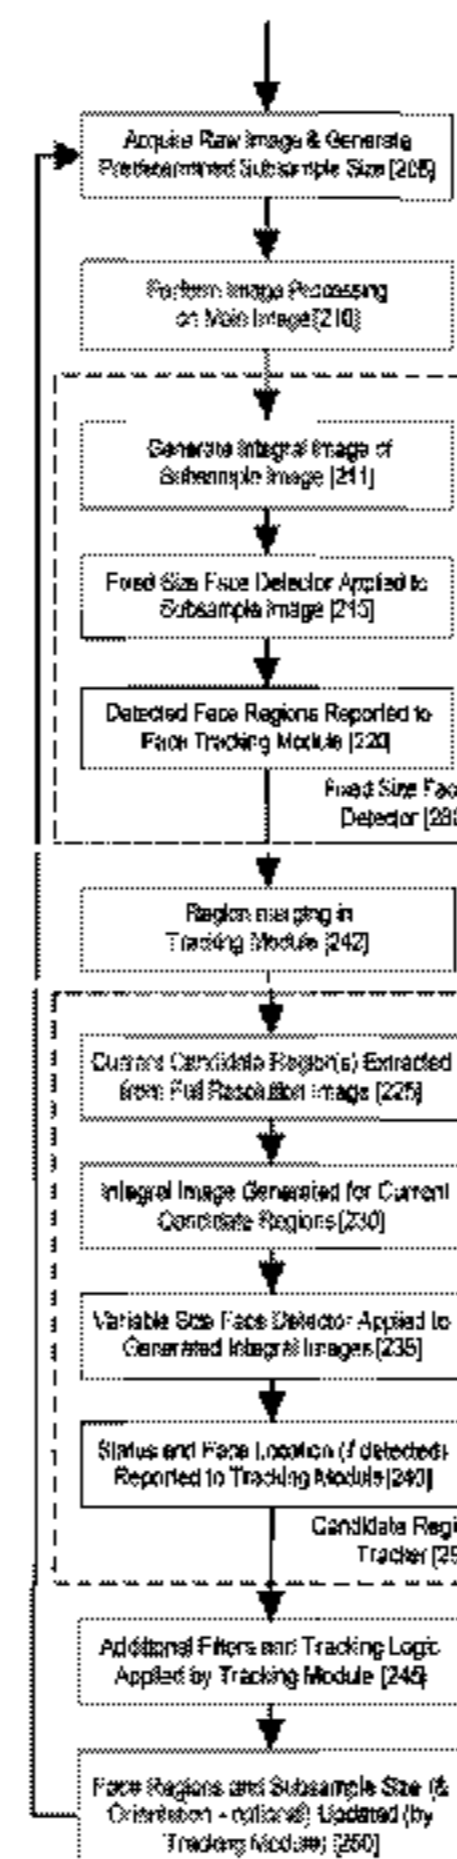 Acquire Raw Image & Generate
Predetermined Subsample Size [205]
Perform Image Processing
on Main Image [210]
Generate Integral Image of
Subsample Image [211]
Fixed Size Face Detector Applied to
Subsample Image [215]
Detected Face Regions Reported to
Face Tracking Module [220]
Fixed Size Fac
Detector [28
Region merging in
Tracking Module [242]
Current Candidate Region(s) Extracted
from Full Resolution Image [225]
Integral Image Generated for Current
Candidate Regions [230]
Variable Size Face Detector Applied to
Generated Integral Images [235]
Status and Face Location (if detected)
Reported to Tracking Module [240]
Candidate Regi
Tracker [29
Additional Filters and Tracking Logic
Applied by Tracking Module [245]
Face Regions and Subsample Size (&
Orientation - optional) Updated (by
Tracking Module) [250]